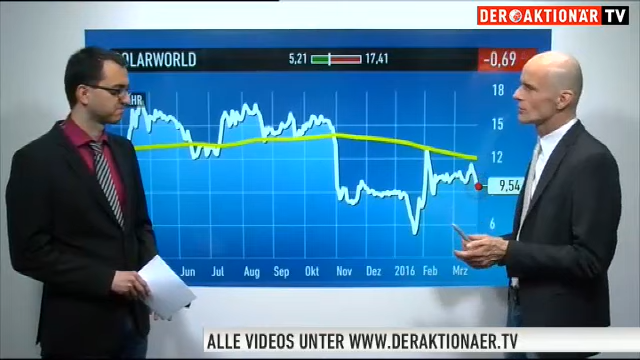 DER AKTIONÄR TV
OLARWORLD 5,21 17,41 -0,69
18
15
12
9,54
6
Jun Jul Aug Sep Okt Nov Dez 2016 Feb Mrz
ALLE VIDEOS UNTER WWW.DERAKTIONAER.TV